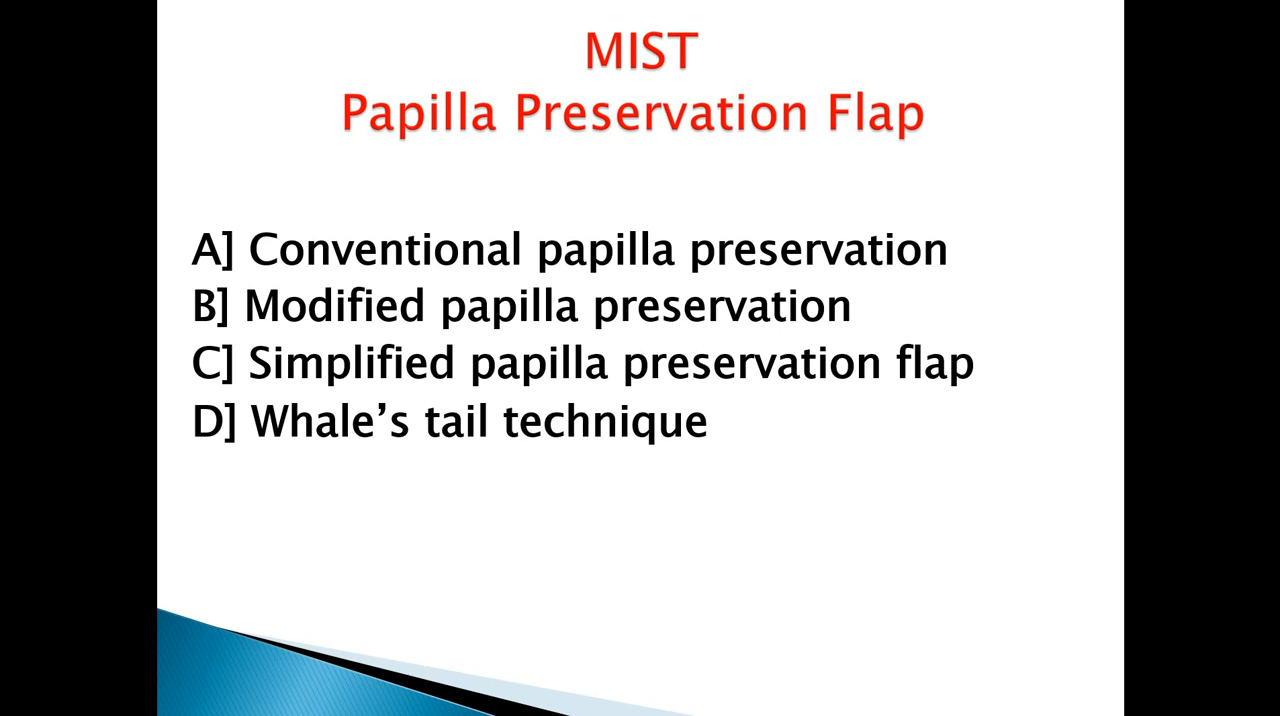 MIST
Papilla Preservation Flap
A] Conventional papilla preservation
B] Modified papilla preservation
C] Simplified papilla preservation flap
D] Whale’s tail technique